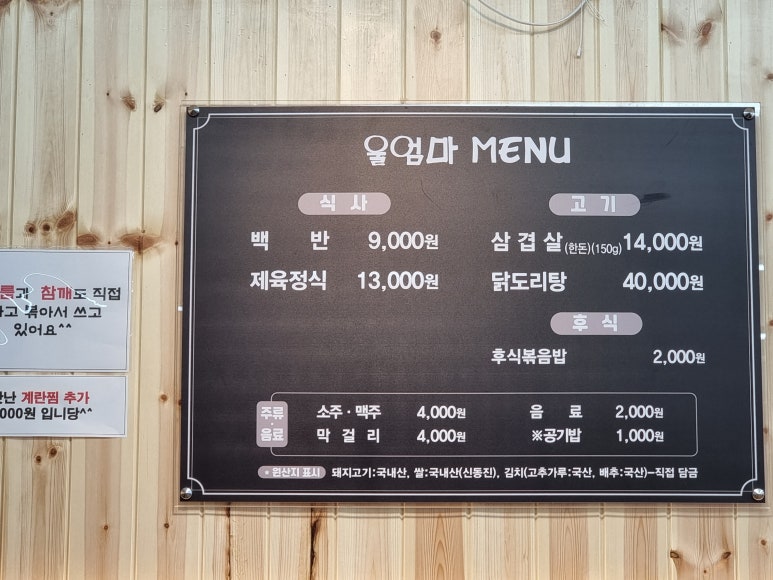 울엄마 MENU
식사
백 반 9,000원
제육정식 13,000원
고기
삼겹살(한돈)(150g) 14,000원
닭도리탕 40,000원
후식
후식볶음밥 2,000원
주류·음료
소주·맥주 4,000원
막걸리 4,000원
음 료 2,000원
※공기밥 1,000원
•원산지 표시 돼지고기:국내산, 쌀:국내산(신동진), 김치(고추가루:국산, 배추:국산)-직접 담금
참깨도 직접
볶아서 쓰고
있어요^^
계란찜 추가
000원 입니당^^